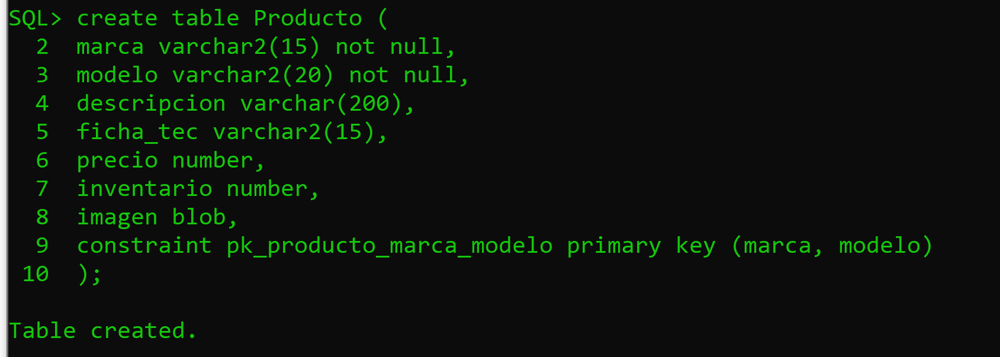 SQL> create table Producto (
2 marca varchar2(15) not null,
3 modelo varchar2(20) not null,
4 descripcion varchar(200),
5 ficha_tec varchar2(15),
6 precio number,
7 inventario number,
8 imagen blob,
9 constraint pk_producto_marca_modelo primary key (marca, modelo)
10 );
Table created.